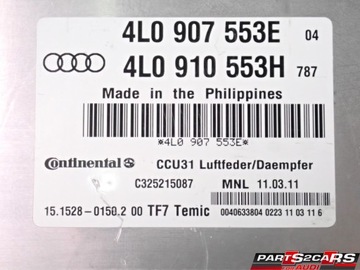 4L0 907 553E 04
4L0 910 553H 787
Made in the Philippines
*4L0 907 553E*
Continental CCU31 Luftfeder/Daempfer
C325215087 MNL 11.03.11
15.1528-0150.2 00 TF7 Temic 0040633804 0223 11 03 11 6
PARTS2CARS
AUDI